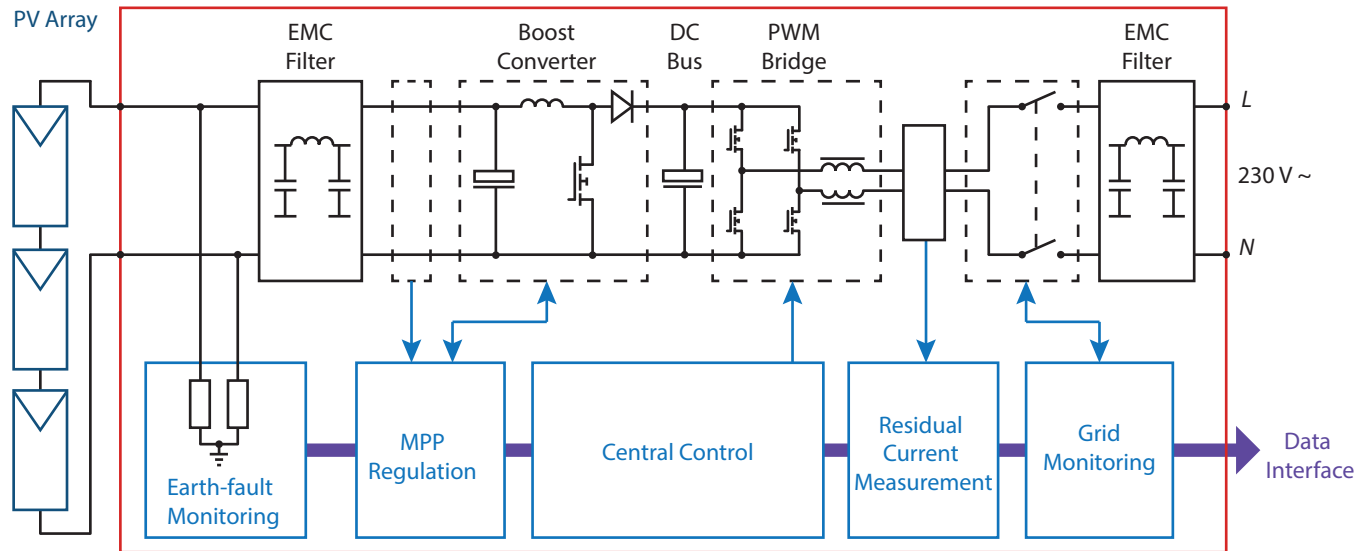 PV Array
EMC
Filter
Boost
Converter
DC
Bus
PWM
Bridge
EMC
Filter
L
230 V ~
N
Earth-fault
Monitoring
MPP
Regulation
Central Control
Residual
Current
Measurement
Grid
Monitoring
Data
Interface